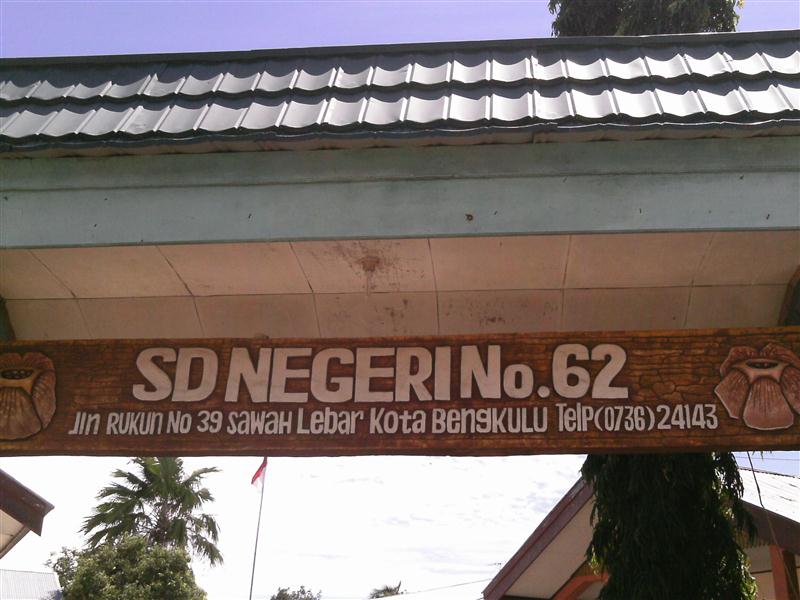 SD NEGERI No. 62
Jln RUKUN No 39 SAWAH LEBAR KOTA BENGKULU TELP (0736) 24143